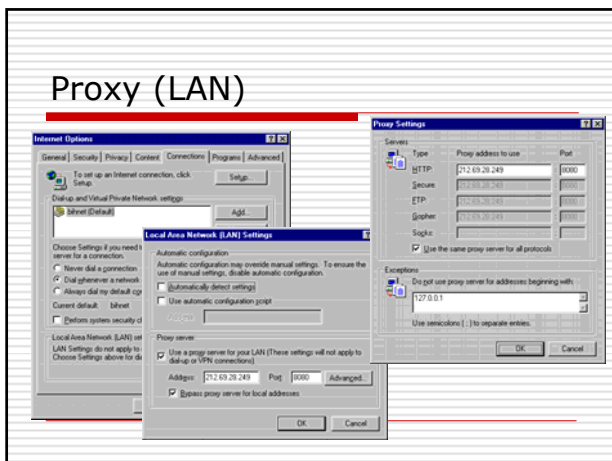 Proxy (LAN)
Internet Options
General Security Privacy Content Connections Programs Advanced
To set up an Internet connection, click
Setup.
Setup...
Dial-up and Virtual Private Network settings
bihnet (Default)
Add...
Choose Settings if you need
server for a connection.
Never dial a connection
Dial whenever a network
Always dial my default
Current default: bihnet
Perform system security
Local Area Network (LAN)
LAN Settings do not apply to
Choose Settings above for
Local Area Network (LAN) Settings
Automatic configuration
Automatic configuration may override manual settings. To ensure the
use of manual settings, disable automatic configuration.
Automatically detect settings
Use automatic configuration script
Address
Proxy server
Use a proxy server for your LAN (These settings will not apply to
dial-up or VPN connections).
Address: 212.69.28.249 Port: 8080 Advanced...
Bypass proxy server for local addresses
OK Cancel
Proxy Settings
Servers
Type Proxy address to use Port
HTTP: 212.69.28.249 : 8080
Secure: 212.69.28.249 : 8080
FTP: 212.69.28.249 : 8080
Gopher: 212.69.28.249 : 8080
Socks:
Use the same proxy server for all protocols
Exceptions
Do not use proxy server for addresses beginning with:
127.0.0.1
Use semicolons ( ; ) to separate entries.
OK Cancel